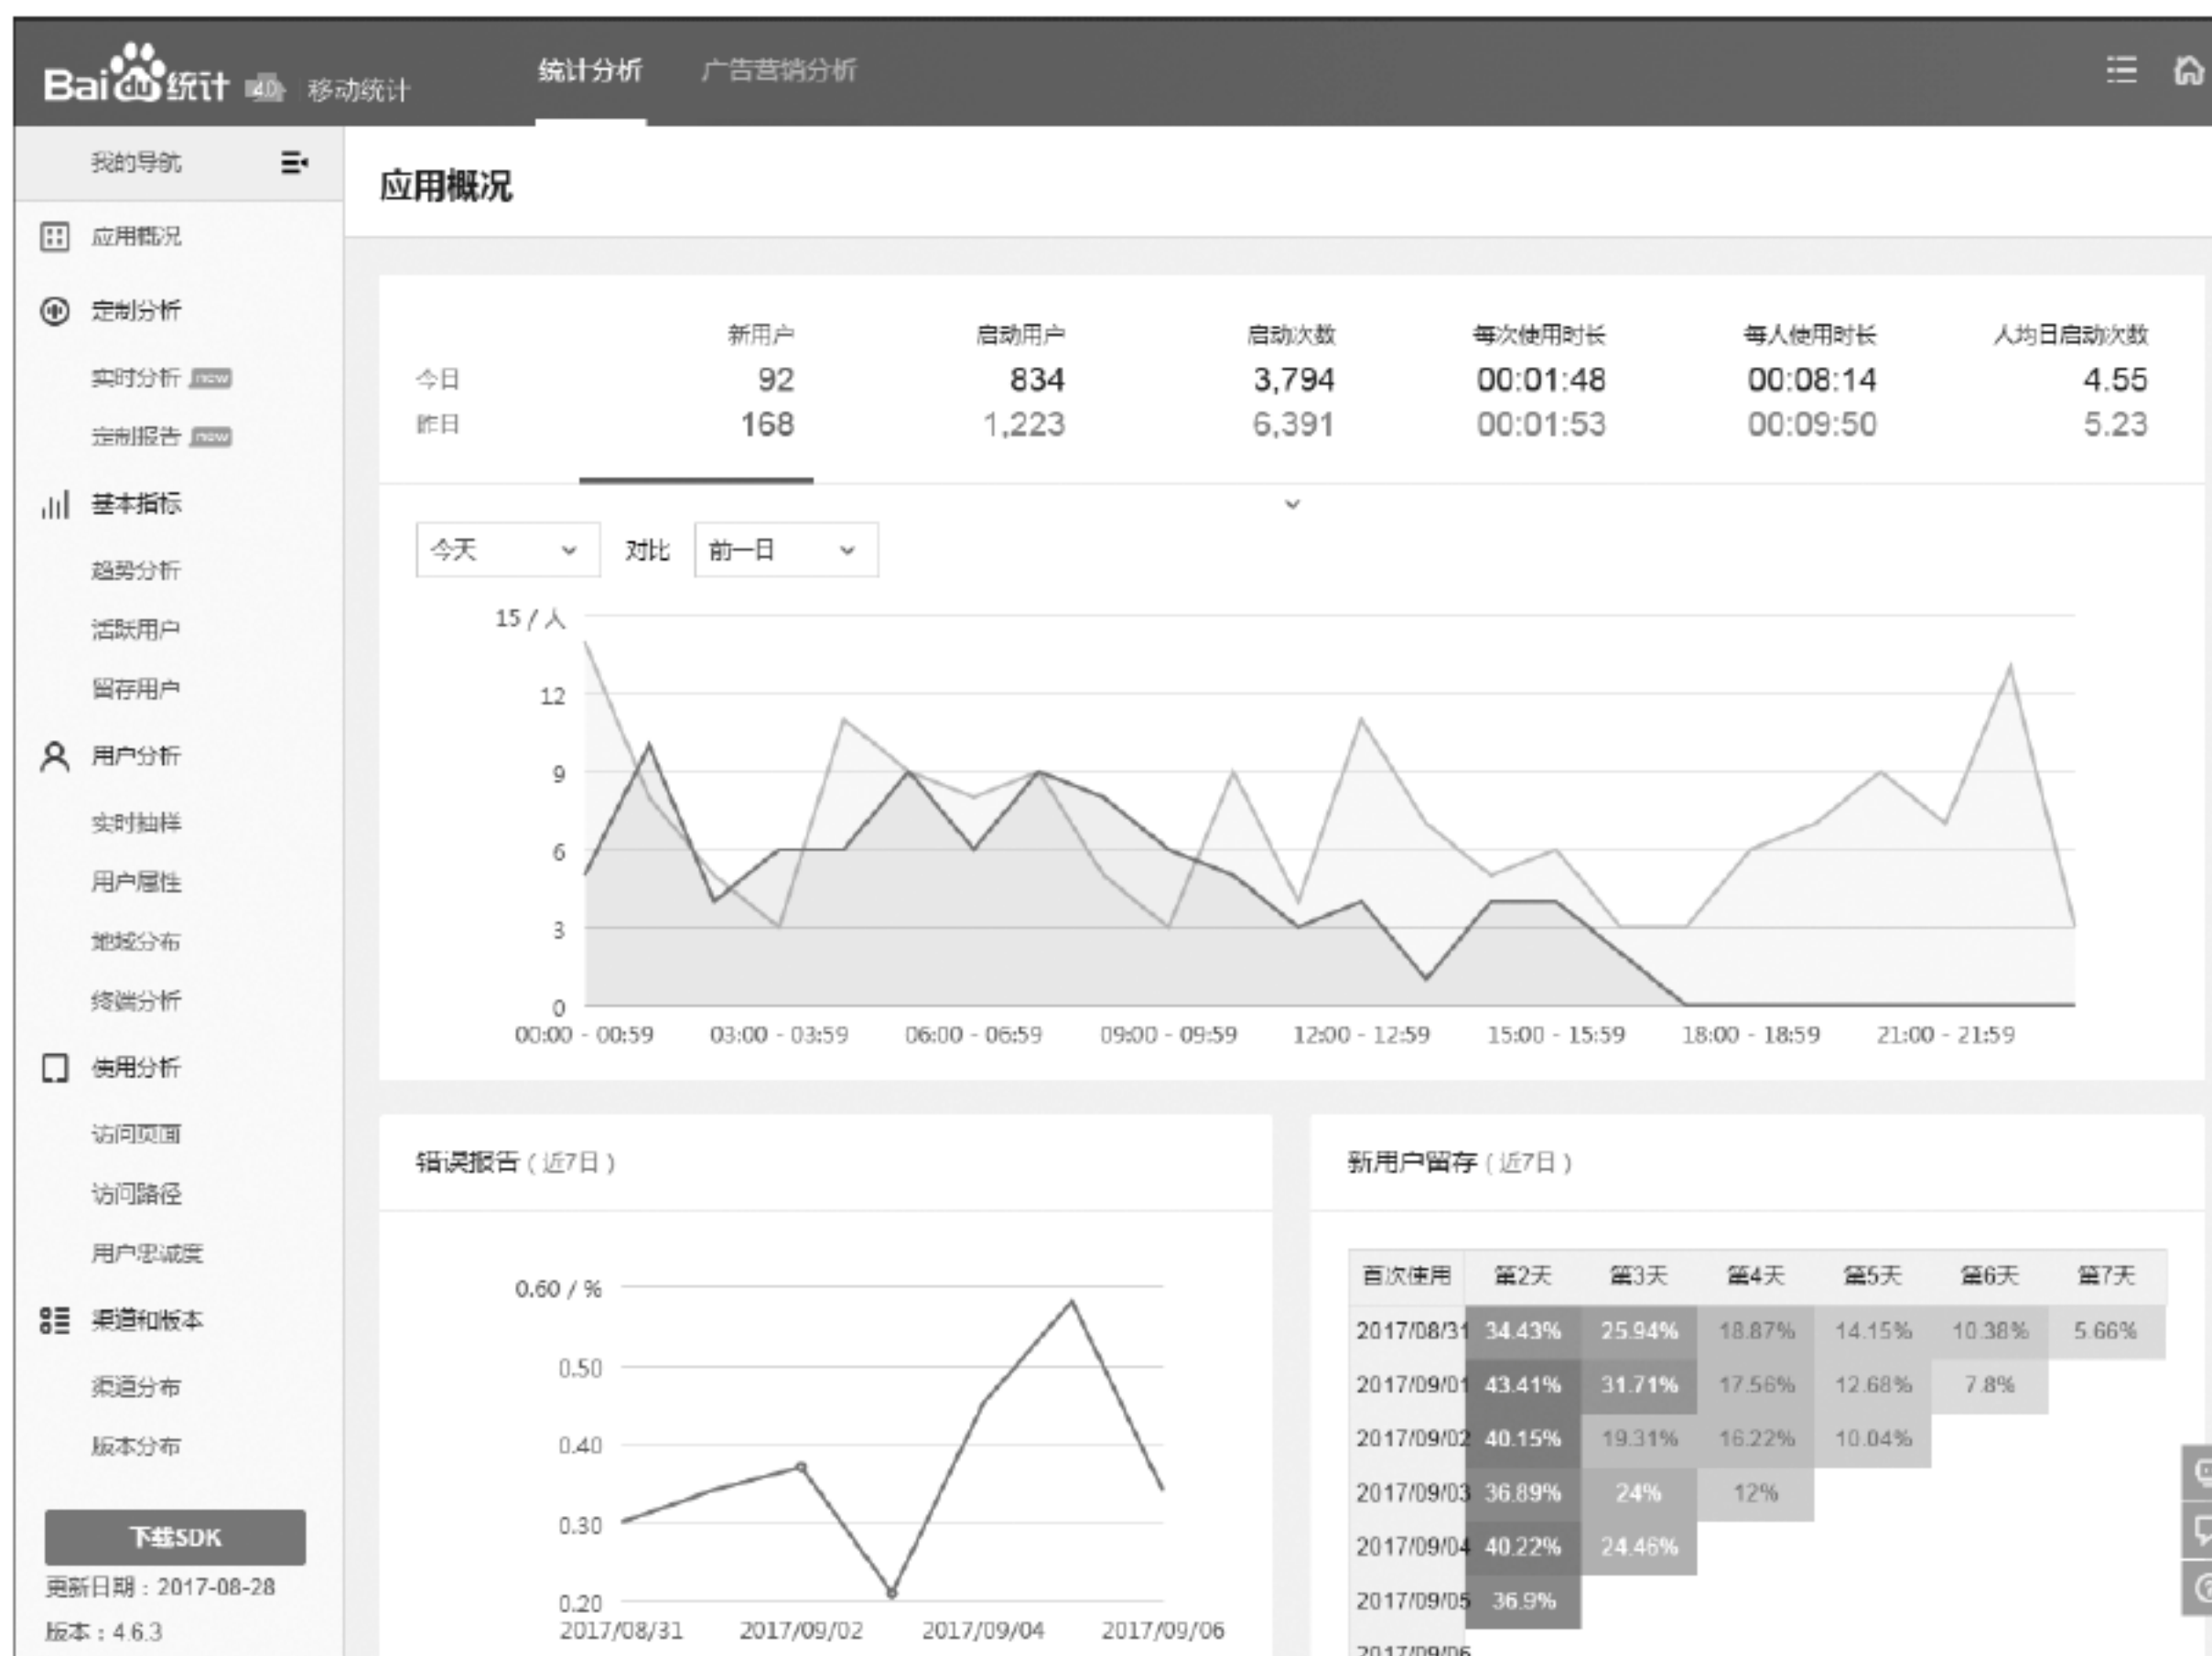 Baidu统计 4.0 移动统计 统计分析 广告营销分析
我的导航
应用概况
定制分析
实时分析 new
定制报告 new
基本指标
趋势分析
活跃用户
留存用户
用户分析
实时抽样
用户属性
地域分布
终端分析
使用分析
访问页面
访问路径
用户忠诚度
渠道和版本
渠道分布
版本分布
下载SDK
更新日期：2017-08-28
版本：4.6.3
应用概况
新用户 启动用户 启动次数 每次使用时长 每人使用时长 人均日启动次数
今日 92 834 3,794 00:01:48 00:08:14 4.55
昨日 168 1,223 6,391 00:01:53 00:09:50 5.23
今天 对比 前一日
15 / 人
12
9
6
3
0
00:00 - 00:59 03:00 - 03:59 06:00 - 06:59 09:00 - 09:59 12:00 - 12:59 15:00 - 15:59 18:00 - 18:59 21:00 - 21:59
错误报告 ( 近7日 )
0.60 / %
0.50
0.40
0.30
0.20
2017/08/31 2017/09/02 2017/09/04 2017/09/06
新用户留存 ( 近7日 )
首次使用 第2天 第3天 第4天 第5天 第6天 第7天
2017/08/31 34.43% 25.94% 18.87% 14.15% 10.38% 5.66%
2017/09/01 43.41% 31.71% 17.56% 12.68% 7.8%
2017/09/02 40.15% 19.31% 16.22% 10.04%
2017/09/03 36.89% 24% 12%
2017/09/04 40.22% 24.46%
2017/09/05 36.9%
2017/09/06